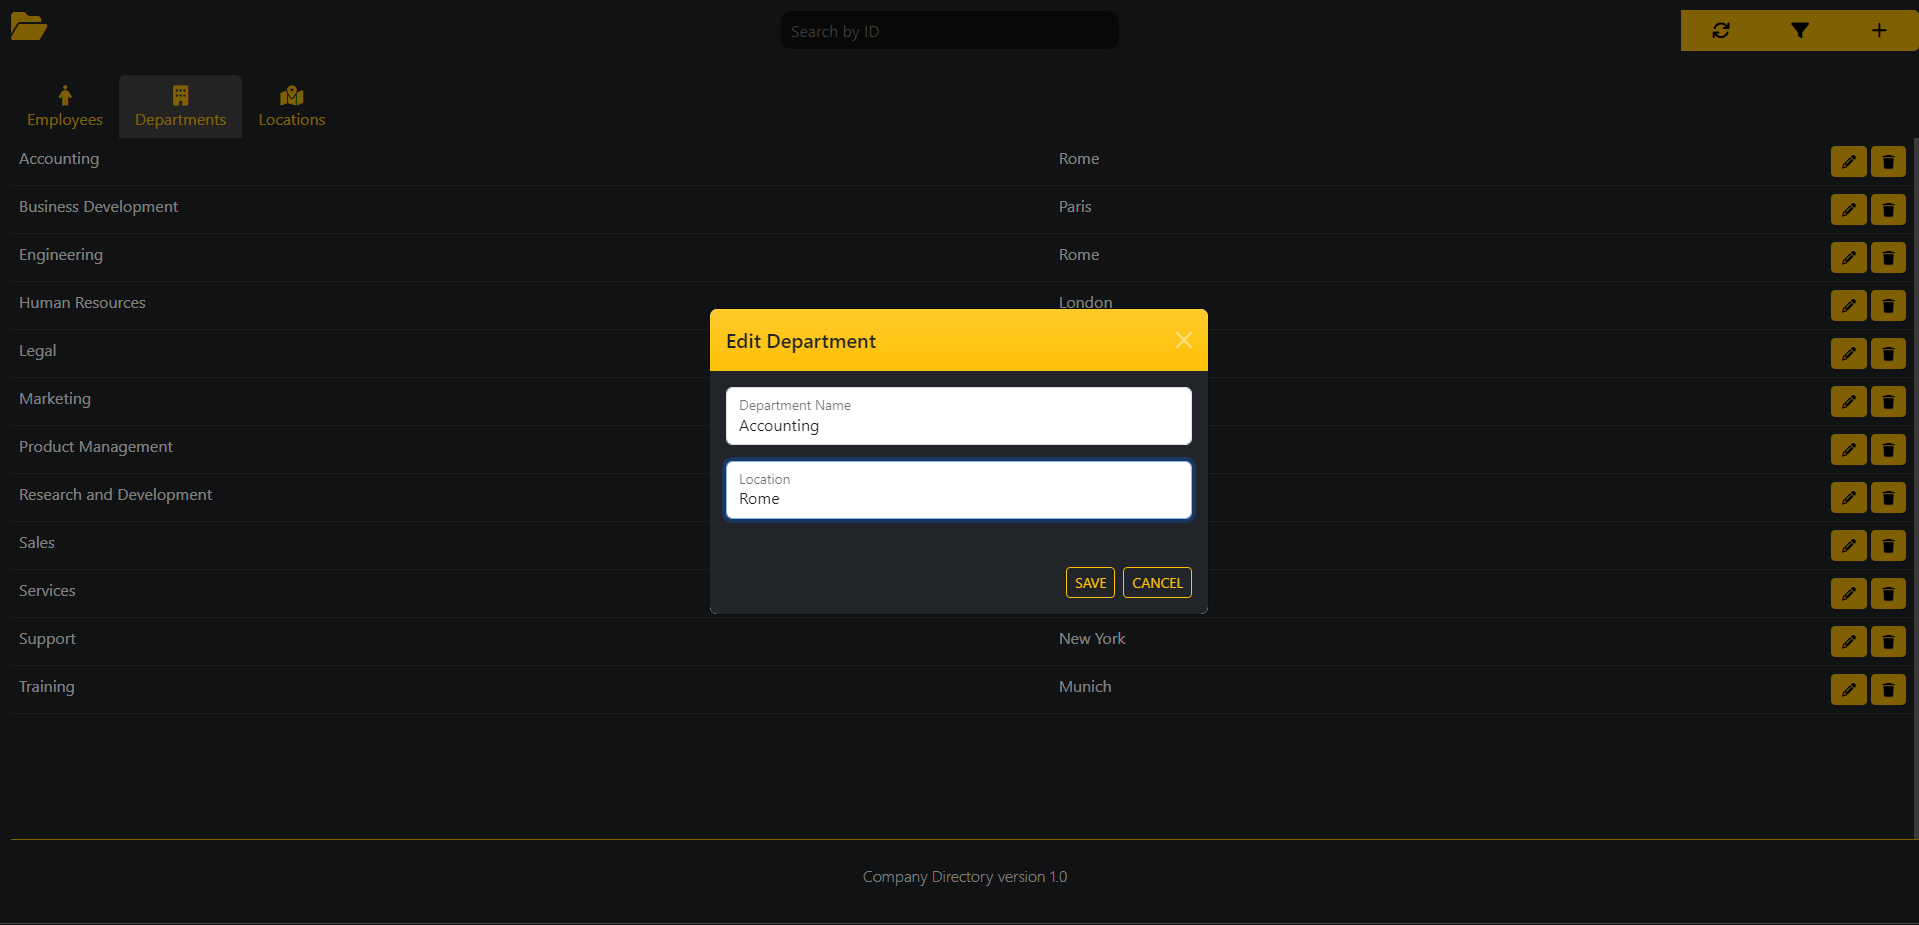 Search by ID
Employees Departments Locations
Accounting Rome
Business Development Paris
Engineering Rome
Human Resources London
Edit Department
Legal
Marketing
Department Name
Accounting
Product Management
Location
Rome
Research and Development
Sales
SAVE CANCEL
Services
Support New York
Training Munich
Company Directory version 1.0